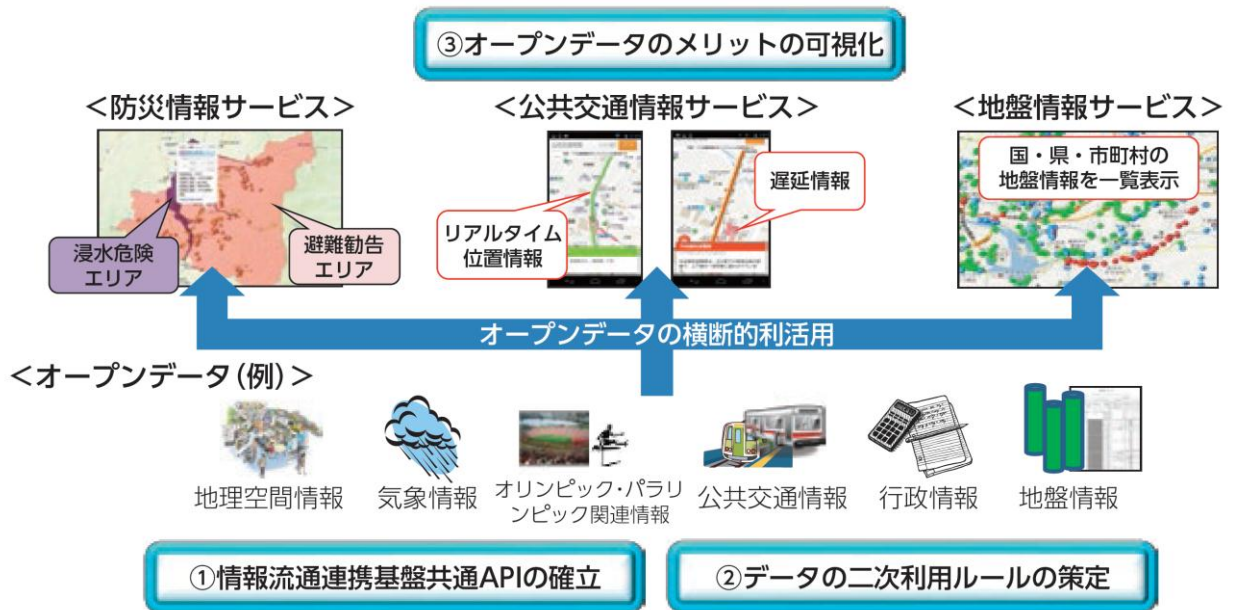 ③オープンデータのメリットの可視化
＜防災情報サービス＞
＜公共交通情報サービス＞
＜地盤情報サービス＞
浸水危険
エリア
避難勧告
エリア
リアルタイム
位置情報
遅延情報
国・県・市町村の
地盤情報を一覧表示
オープンデータの横断的利活用
＜オープンデータ（例）＞
地理空間情報
気象情報
オリンピック・パラリ
ンピック関連情報
公共交通情報
行政情報
地盤情報
①情報流通連携基盤共通APIの確立
②データの二次利用ルールの策定